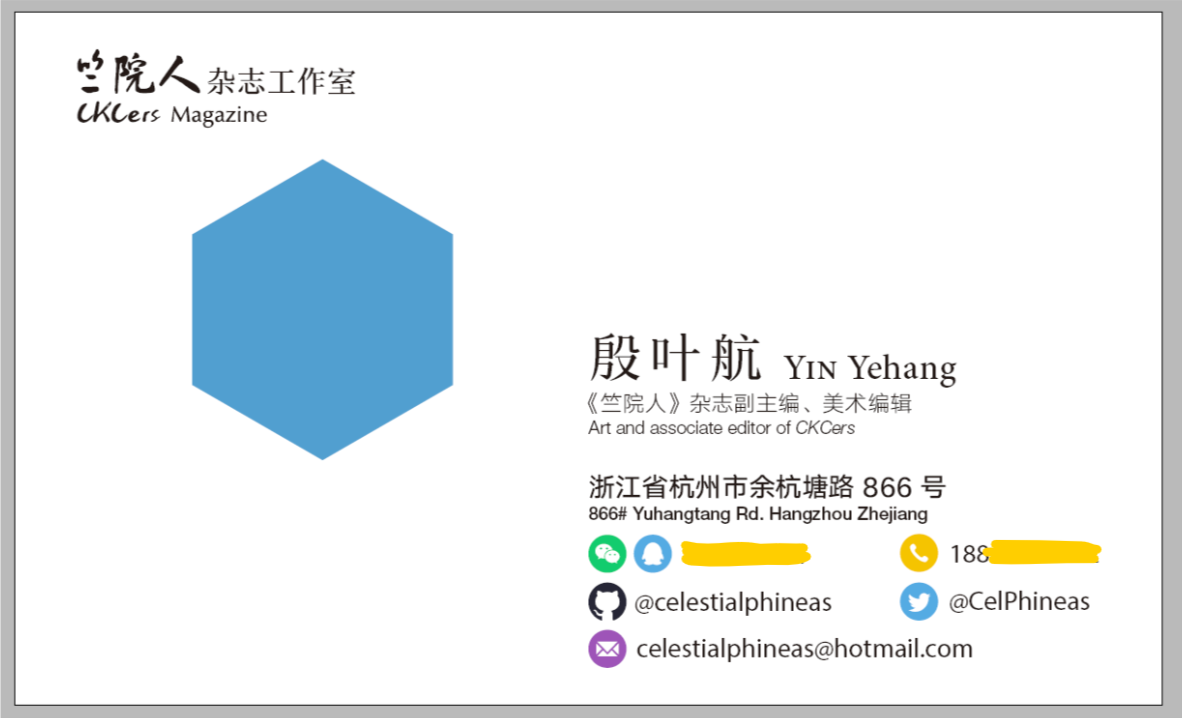 竺院人杂志工作室
CKCers Magazine
殷叶航 YIN Yehang
《竺院人》杂志副主编、美术编辑
Art and associate editor of CKCers
浙江省杭州市余杭塘路 866 号
866# Yuhangtang Rd. Hangzhou Zhejiang
188
@celestialphineas @CelPhineas
celestialphineas@hotmail.com